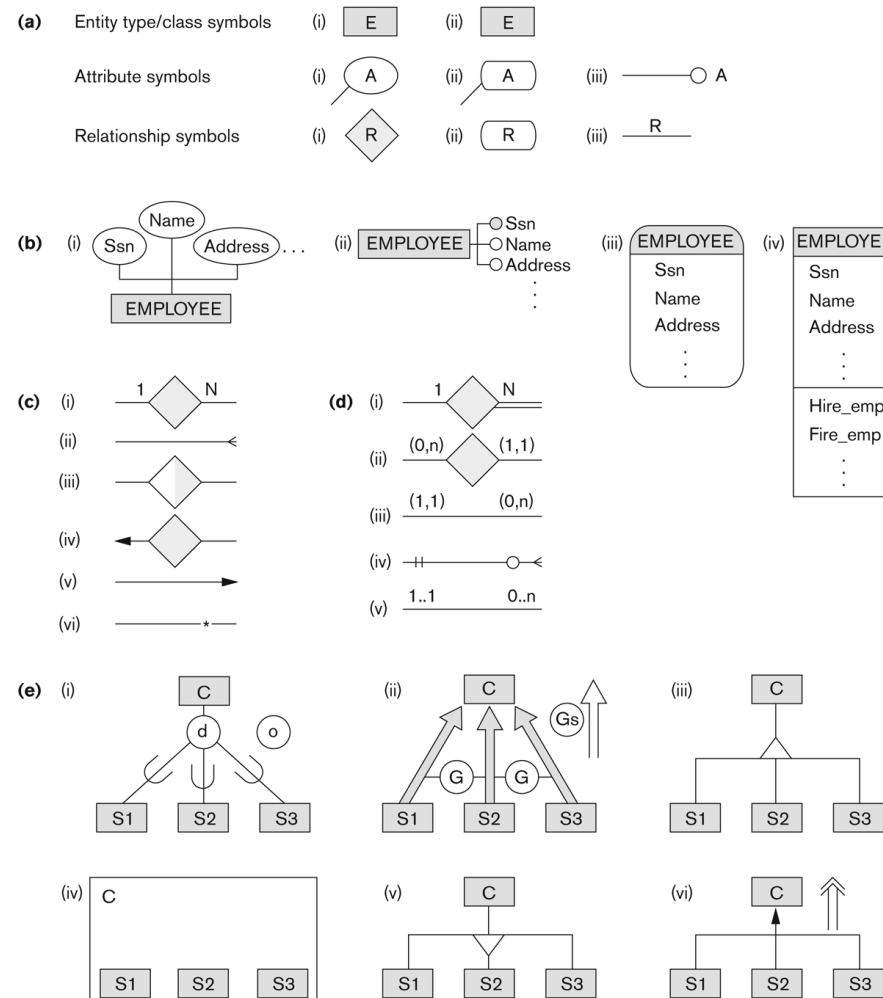 (a) Entity type/class symbols (i) E (ii) E
Attribute symbols (i) A (ii) A (iii) A
Relationship symbols (i) R (ii) R (iii) R
(b) (i) Ssn Name Address . . .
EMPLOYEE
(ii) EMPLOYEE
Ssn
Name
Address
(iii) EMPLOYEE
Ssn
Name
Address
(iv) EMPLOYE
Ssn
Name
Address
Hire_emp
Fire_emp
(c) (i) 1 N
(ii)
(iii)
(iv)
(v)
(vi) *
(d) (i) 1 N
(ii) (0,n) (1,1)
(iii) (1,1) (0,n)
(iv)
(v) 1..1 0..n
(e) (i) C
d o
S1 S2 S3
(ii) C
Gs
G G
S1 S2 S3
(iii) C
S1 S2 S3
(iv) C
S1 S2 S3
(v) C
S1 S2 S3
(vi) C
S1 S2 S3